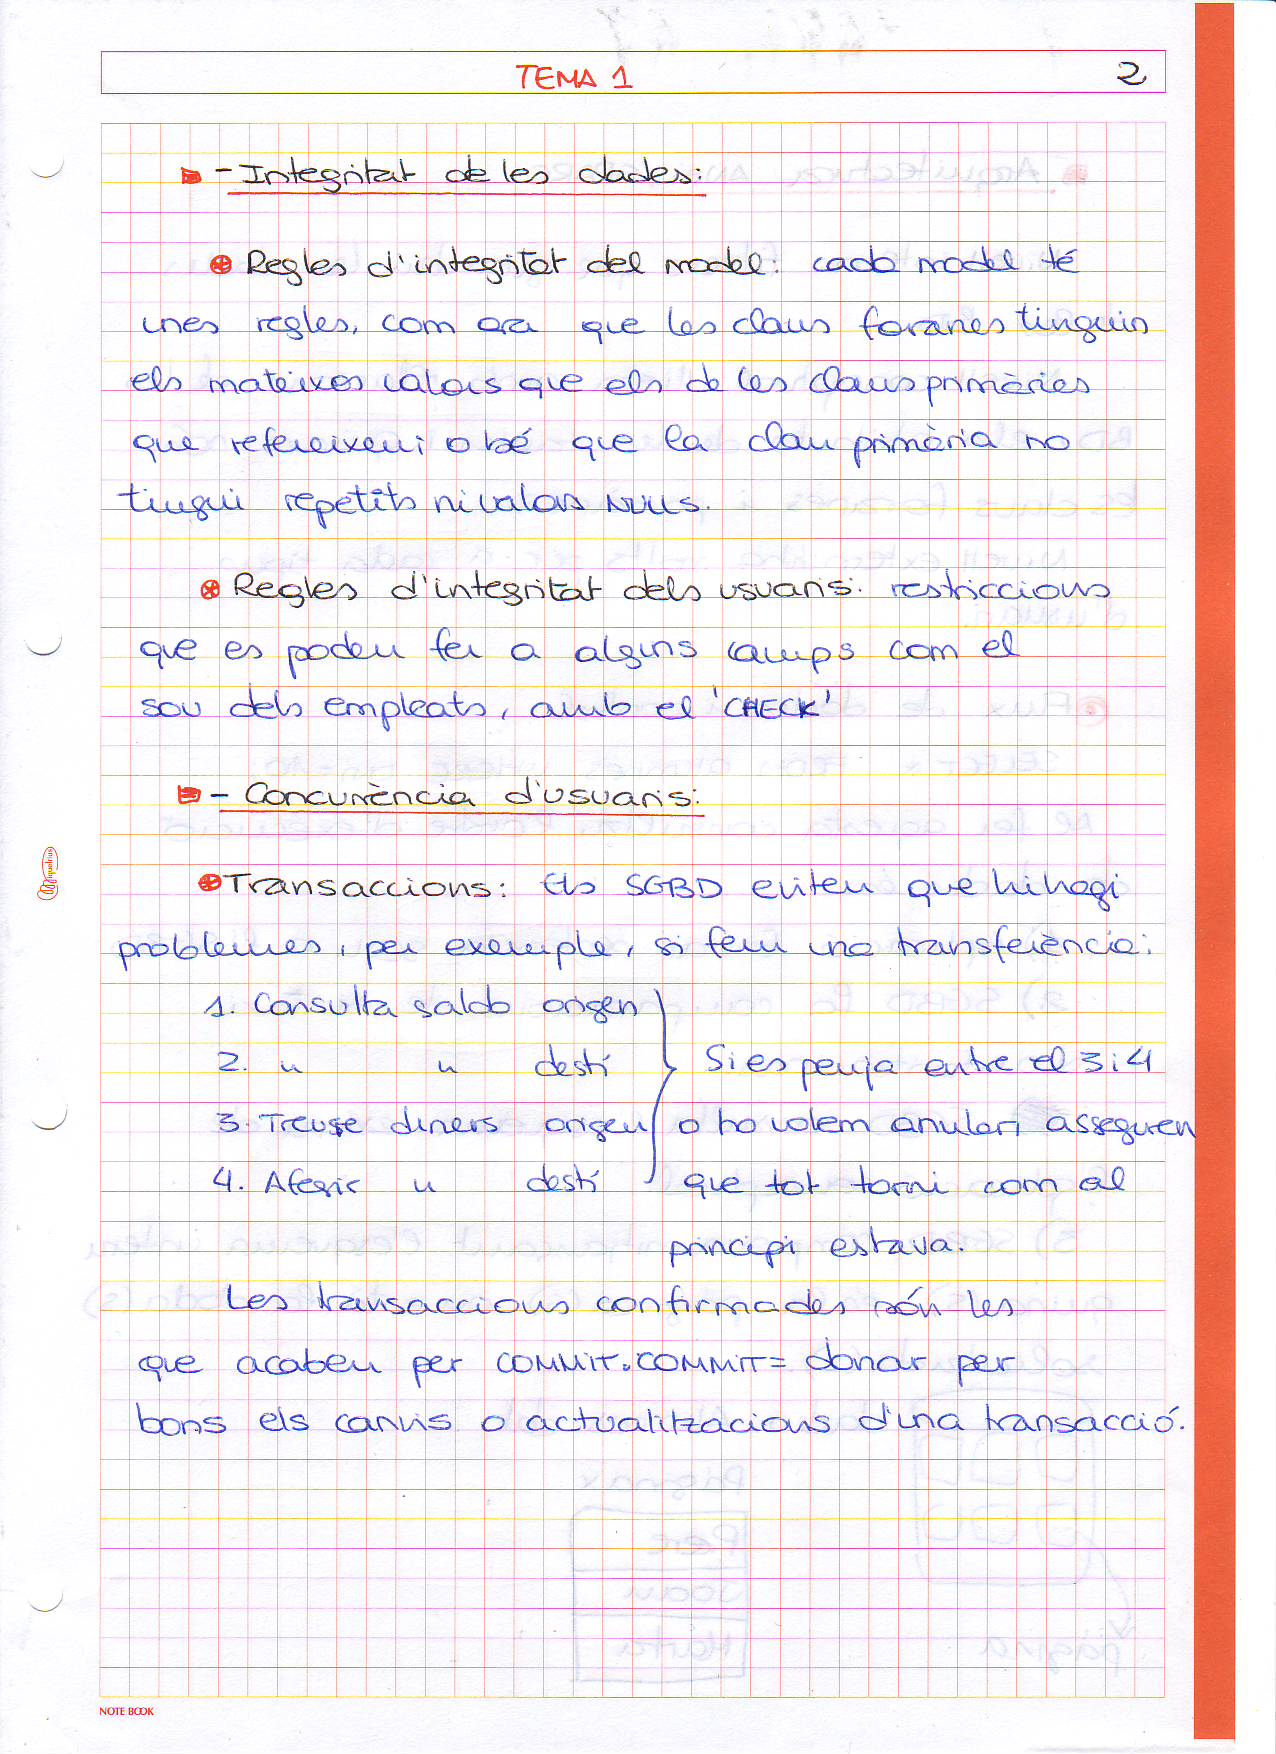 TEMA 1 2
- Integritat de les dades:
Regles d'integritat del model: cada model té
unes regles, com ara que les claus foranes tinguin
els mateixos valors que els de les claus primàries
que refereixen; o bé que la clau primària no
tingui repetits ni valors NULLS.
Regles d'integritat dels usuaris: restriccions
que es poden fer a algins camps com el
sou dels empleats, amb el 'CHECK'
- Concurrència d'usuaris:
Transaccions: Els SGBD eviten que hi hagi
problemes, per exemple, si fem una transferència:
1. Consulta saldo origen
2. " " destí
3. Treuse diners origen
4. Afegir " destí
Si es penja entre el 3 i 4
o ho volem anular, asseguren
que tot torni com al
principi estava.
Les transaccions confirmades són les
que acaben per COMMIT. COMMIT = donar per
bons els canvis o actualitzacions d'una transacció.
Miquelrius
NOTE BOOK